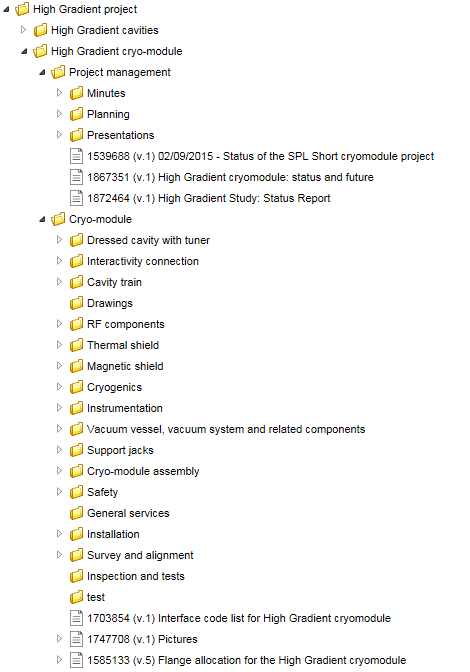 High Gradient project
High Gradient cavities
High Gradient cryo-module
Project management
Minutes
Planning
Presentations
1539688 (v.1) 02/09/2015 - Status of the SPL Short cryomodule project
1867351 (v.1) High Gradient cryomodule: status and future
1872464 (v.1) High Gradient Study: Status Report
Cryo-module
Dressed cavity with tuner
Interactivity connection
Cavity train
Drawings
RF components
Thermal shield
Magnetic shield
Cryogenics
Instrumentation
Vacuum vessel, vacuum system and related components
Support jacks
Cryo-module assembly
Safety
General services
Installation
Survey and alignment
Inspection and tests
test
1703854 (v.1) Interface code list for High Gradient cryomodule
1747708 (v.1) Pictures
1585133 (v.5) Flange allocation for the High Gradient cryomodule